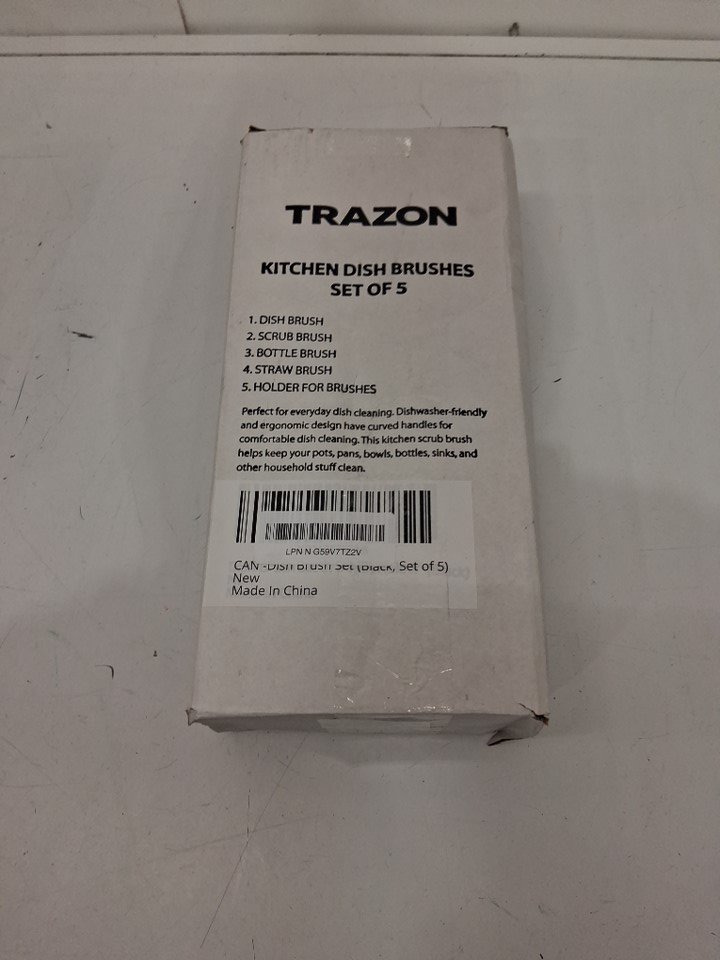 TRAZON
KITCHEN DISH BRUSHES
SET OF 5
1. DISH BRUSH
2. SCRUB BRUSH
3. BOTTLE BRUSH
4. STRAW BRUSH
5. HOLDER FOR BRUSHES
Perfect for everyday dish cleaning. Dishwasher-friendly
and ergonomic design have curved handles for
comfortable dish cleaning. This kitchen scrub brush
helps keep your pots, pans, bowls, bottles, sinks, and
other household stuff clean.
LPN N G59V7TZ2V
CAN -Dish Brush Set (Black, Set of 5)
New
Made In China